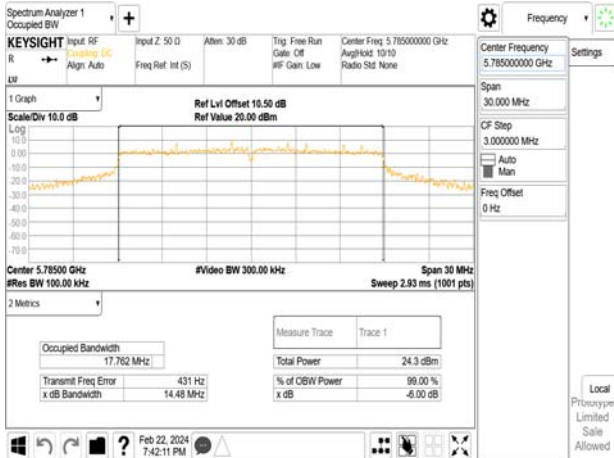 Spectrum Analyzer 1
Occupied BW
+
Frequency
KEYSIGHT
R
Input: RF
Coupling: DC
Align: Auto
Input Z: 50 Ω
Freq Ref: Int (S)
Atten: 30 dB
Trig: Free Run
Gate: Off
#IF Gain: Low
Center Freq: 5.785000000 GHz
Avg|Hold: 10/10
Radio Std: None
1 Graph
Scale/Div 10.0 dB
Ref Lvl Offset 10.50 dB
Ref Value 20.00 dBm
Log
10.0
0.00
-10.0
-20.0
-30.0
-40.0
-50.0
-60.0
-70.0
Center 5.78500 GHz
#Res BW 100.00 kHz
#Video BW 300.00 kHz
Span 30 MHz
Sweep 2.93 ms (1001 pts)
2 Metrics
Measure Trace
Trace 1
Occupied Bandwidth
17.762 MHz
Total Power
24.3 dBm
Transmit Freq Error
431 Hz
% of OBW Power
99.00 %
x dB Bandwidth
14.48 MHz
x dB
-6.00 dB
Feb 22, 2024
7:42:11 PM
Center Frequency
5.785000000 GHz
Settings
Span
30.000 MHz
CF Step
3.000000 MHz
Auto
Man
Freq Offset
0 Hz
Local
Prototype
Limited
Sale
Allowed